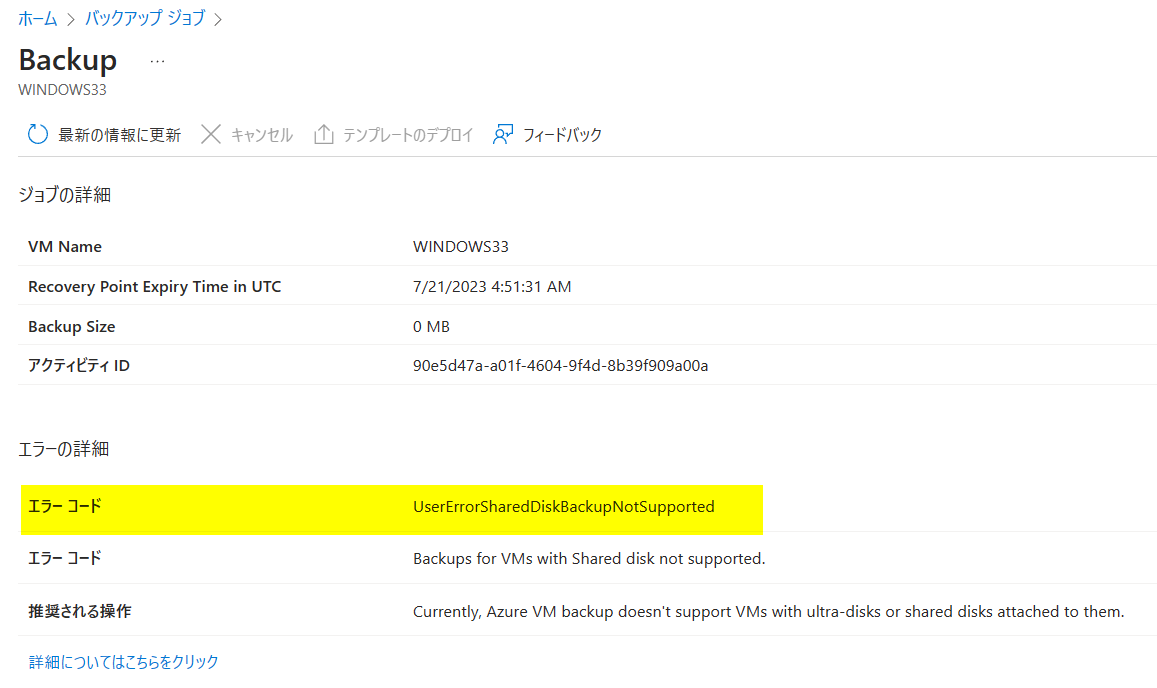 ホーム > バックアップ ジョブ >
Backup ...
WINDOWS33
最新の情報に更新 キャンセル テンプレートのデプロイ フィードバック
ジョブの詳細
VM Name WINDOWS33
Recovery Point Expiry Time in UTC 7/21/2023 4:51:31 AM
Backup Size 0 MB
アクティビティ ID 90e5d47a-a01f-4604-9f4d-8b39f909a00a
エラーの詳細
エラー コード UserErrorSharedDiskBackupNotSupported
エラー コード Backups for VMs with Shared disk not supported.
推奨される操作 Currently, Azure VM backup doesn't support VMs with ultra-disks or shared disks attached to them.
詳細についてはこちらをクリック